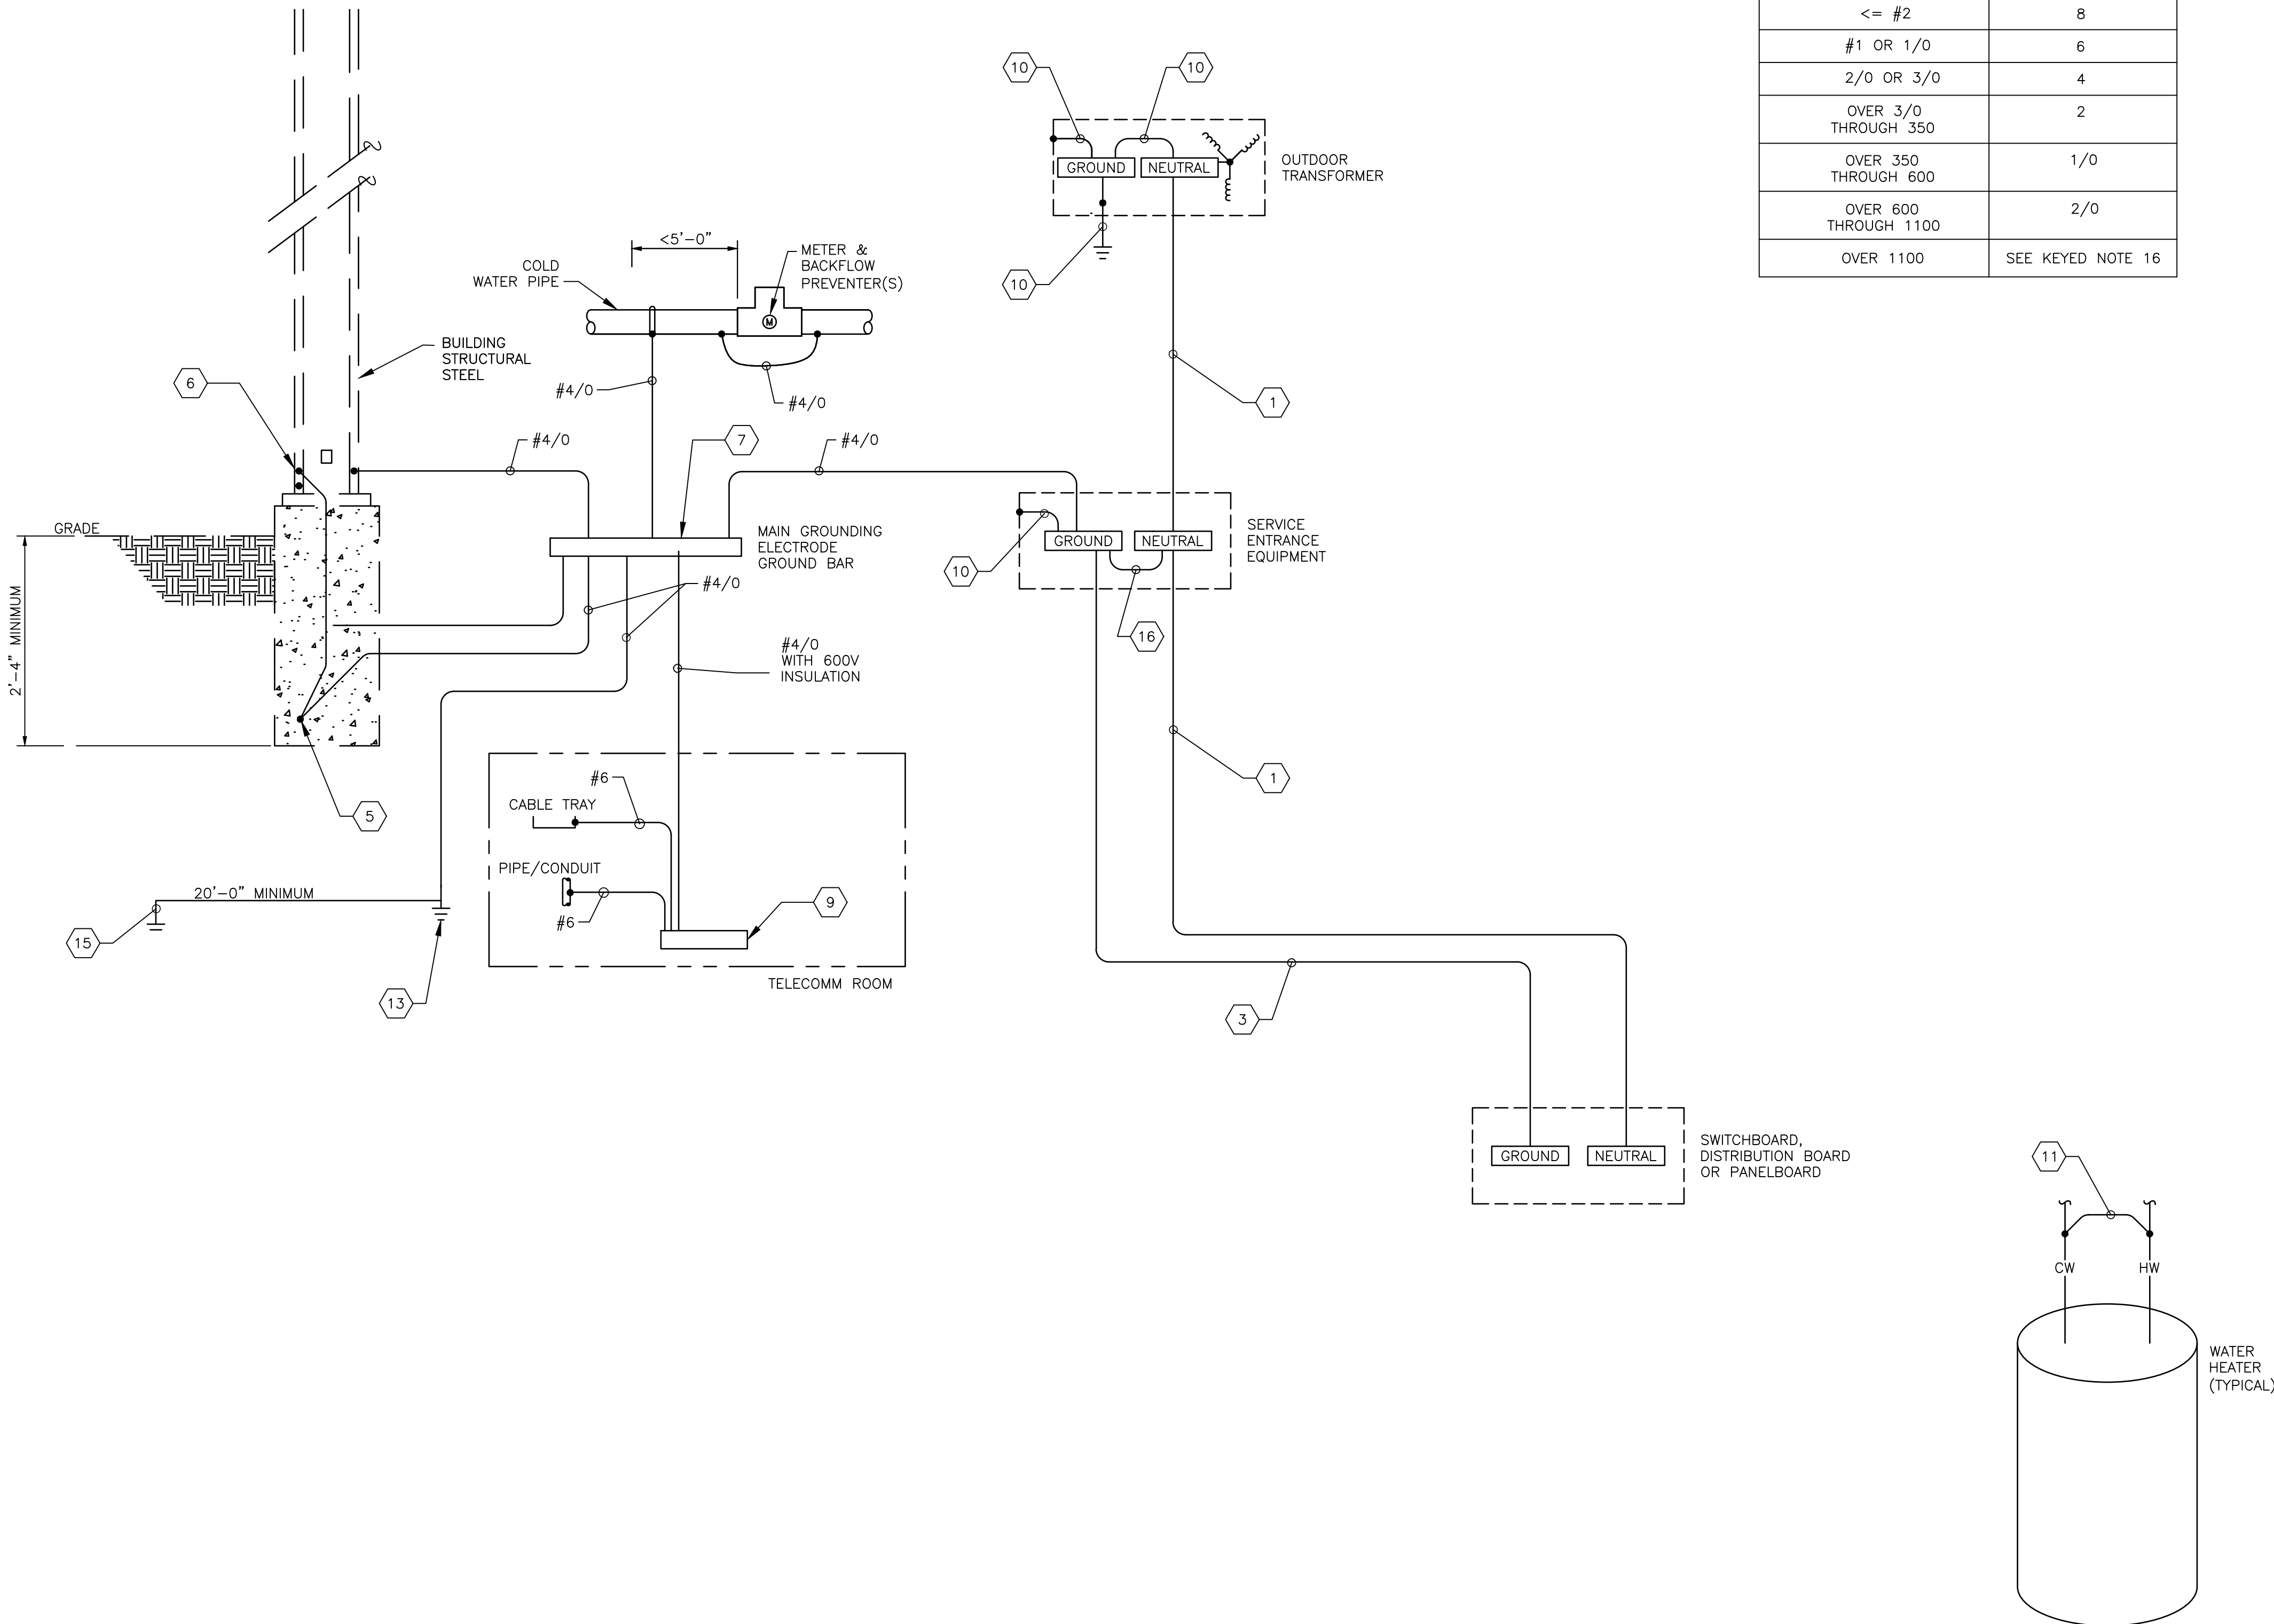 <= #2 8
#1 OR 1/0 6
2/0 OR 3/0 4
OVER 3/0
THROUGH 350
2
OVER 350
THROUGH 600
1/0
OVER 600
THROUGH 1100
2/0
OVER 1100 SEE KEYED NOTE 16
10
10
GROUND
NEUTRAL
OUTDOOR
TRANSFORMER
10
<5'-0"
COLD
WATER PIPE
METER &
BACKFLOW
PREVENTER(S)
M
BUILDING
STRUCTURAL
STEEL
6
#4/0
#4/0
1
#4/0
7
#4/0
GRADE
2'-4" MINIMUM
MAIN GROUNDING
ELECTRODE
GROUND BAR
#4/0
GROUND
NEUTRAL
SERVICE
ENTRANCE
EQUIPMENT
10
16
#4/0
WITH 600V
INSULATION
1
5
#6
CABLE TRAY
PIPE/CONDUIT
#6
9
TELECOMM ROOM
20'-0" MINIMUM
15
13
3
GROUND
NEUTRAL
SWITCHBOARD,
DISTRIBUTION BOARD
OR PANELBOARD
11
CW
HW
WATER
HEATER
(TYPICAL)